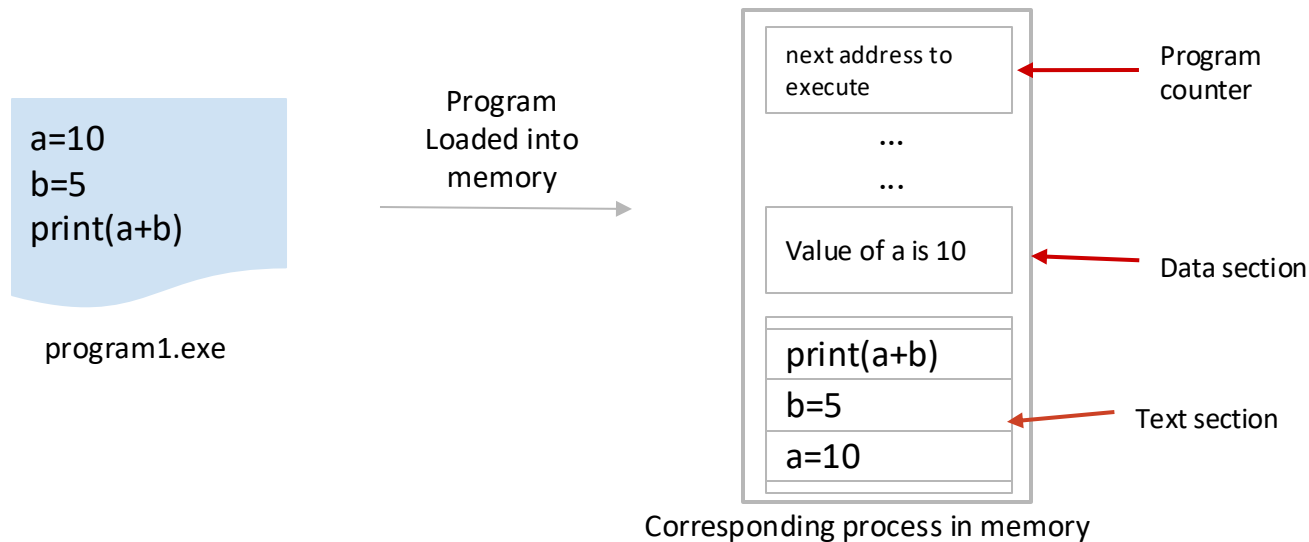 a=10
b=5
print(a+b)
program1.exe
Program
Loaded into
memory
next address to
execute
...
...
Value of a is 10
print(a+b)
b=5
a=10
Corresponding process in memory
Program
counter
Data section
Text section